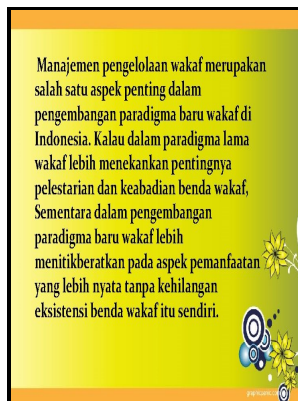 Manajemen pengelolaan wakaf merupakan
salah satu aspek penting dalam
pengembangan paradigma baru wakaf di
Indonesia. Kalau dalam paradigma lama
wakaf lebih menekankan pentingnya
pelestarian dan keabadian benda wakaf,
Sementara dalam pengembangan
paradigma baru wakaf lebih
menitikberatkan pada aspek pemanfaatan
yang lebih nyata tanpa kehilangan
eksistensi benda wakaf itu sendiri.